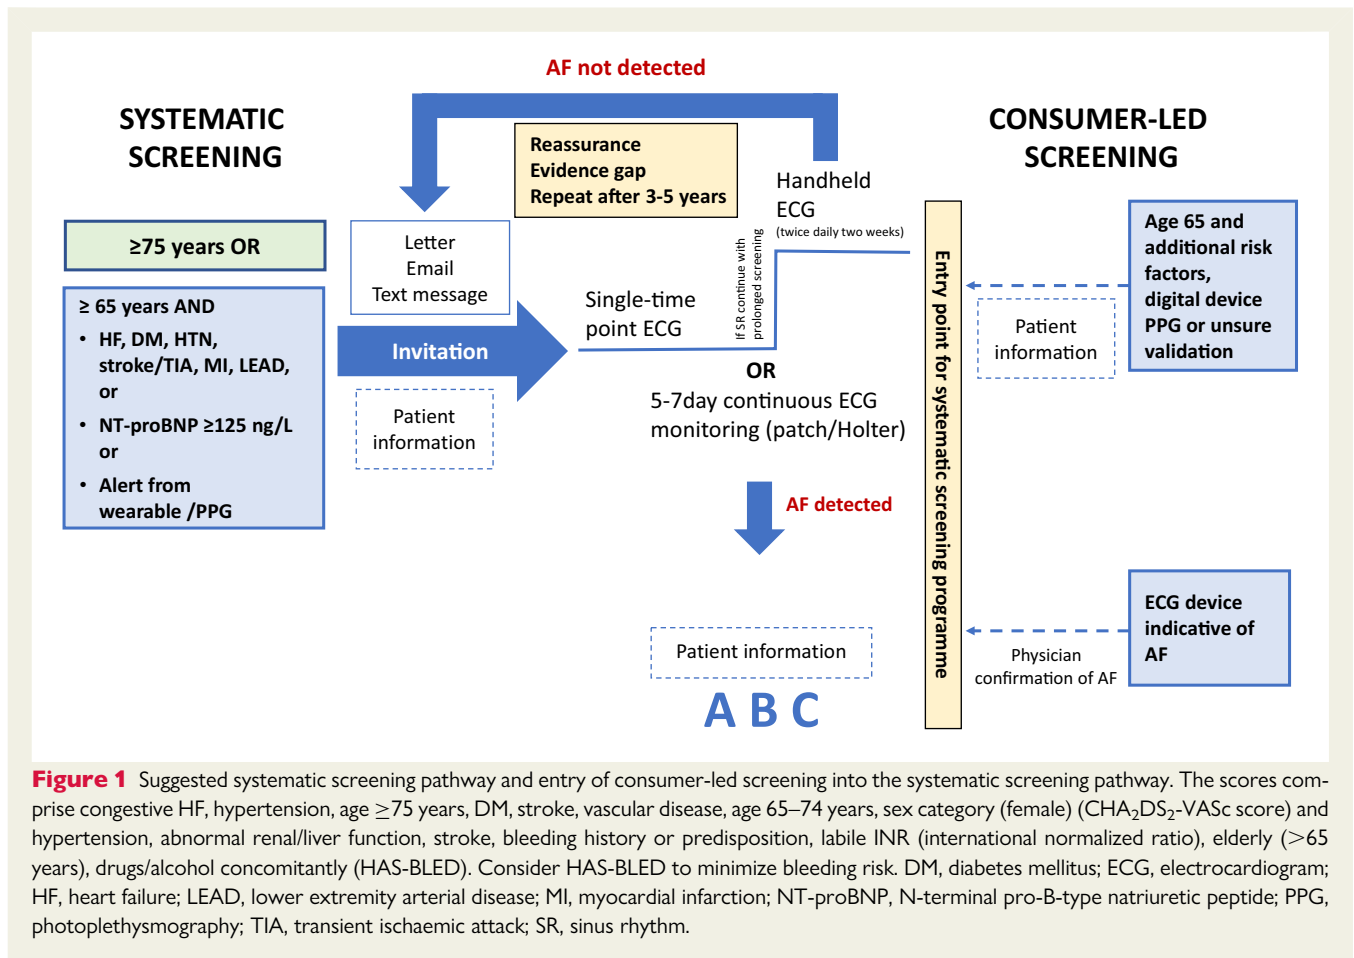 AF not detected
SYSTEMATIC
SCREENING
CONSUMER-LED
SCREENING
Reassurance
Evidence gap
Repeat after 3-5 years
Handheld
ECG
(twice daily two weeks)
≥75 years OR
≥ 65 years AND
• HF, DM, HTN,
stroke/TIA, MI, LEAD,
or
• NT-proBNP ≥125 ng/L
or
• Alert from
wearable /PPG
Letter
Email
Text message
Invitation
Patient
information
Single-time
point ECG
If SR continue with
prolonged screening
OR
5-7day continuous ECG
monitoring (patch/Holter)
AF detected
Patient information
A B C
Entry point for systematic screening programme
Age 65 and
additional risk
factors,
digital device
PPG or unsure
validation
Patient
information
ECG device
indicative of
AF
Physician
confirmation of AF
Figure 1 Suggested systematic screening pathway and entry of consumer-led screening into the systematic screening pathway. The scores com-
prise congestive HF, hypertension, age ≥75 years, DM, stroke, vascular disease, age 65–74 years, sex category (female) (CHA₂DS₂-VASc score) and
hypertension, abnormal renal/liver function, stroke, bleeding history or predisposition, labile INR (international normalized ratio), elderly (>65
years), drugs/alcohol concomitantly (HAS-BLED). Consider HAS-BLED to minimize bleeding risk. DM, diabetes mellitus; ECG, electrocardiogram;
HF, heart failure; LEAD, lower extremity arterial disease; MI, myocardial infarction; NT-proBNP, N-terminal pro-B-type natriuretic peptide; PPG,
photoplethysmography; TIA, transient ischaemic attack; SR, sinus rhythm.